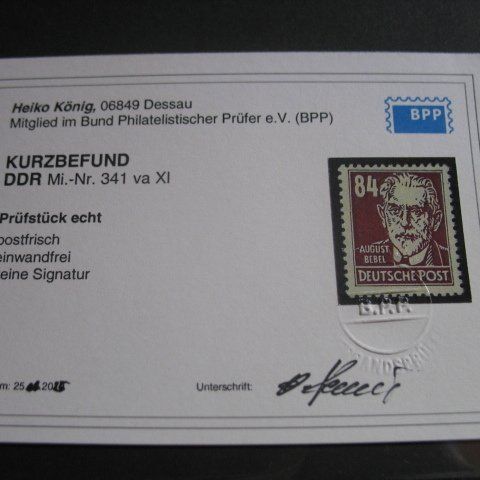 Heiko König, 06849 Dessau
Mitglied im Bund Philatelistischer Prüfer e.V. (BPP)
BPP
KURZBEFUND
DDR Mi.-Nr. 341 va XI
Prüfstück echt
postfrisch
einwandfrei
eine Signatur
84
AUGUST
BEBEL
DEUTSCHE POST
B.P.P.
Unterschrift: